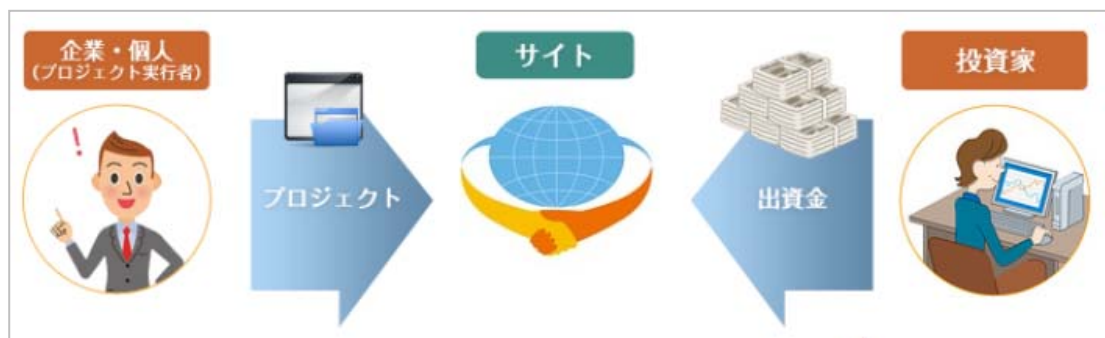 企業・個人
(プロジェクト実行者)
サイト
投資家
プロジェクト
出資金